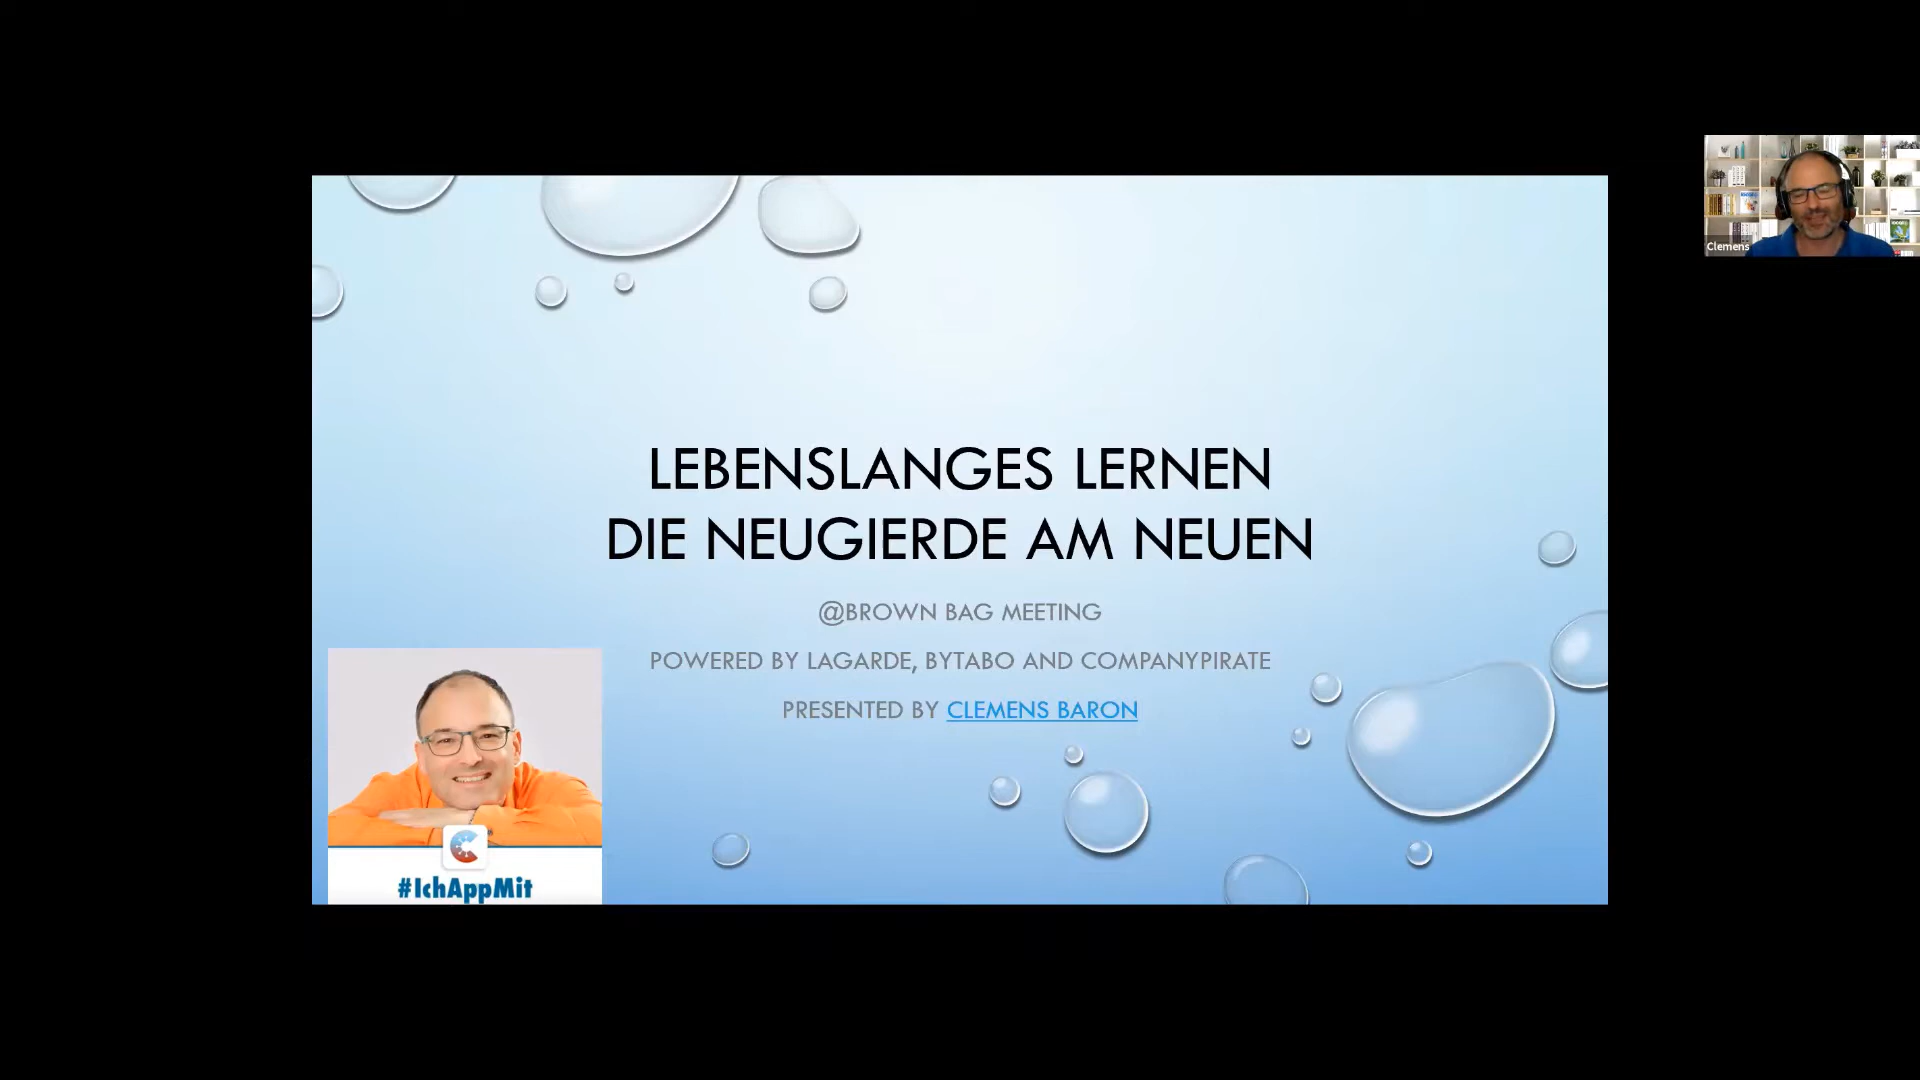 LEBENSLANGES LERNEN
DIE NEUGIERDE AM NEUEN
@BROWN BAG MEETING
POWERED BY LAGARDE, BYTABO AND COMPANYPIRATE
PRESENTED BY CLEMENS BARON
#IchAppMit
Clemens